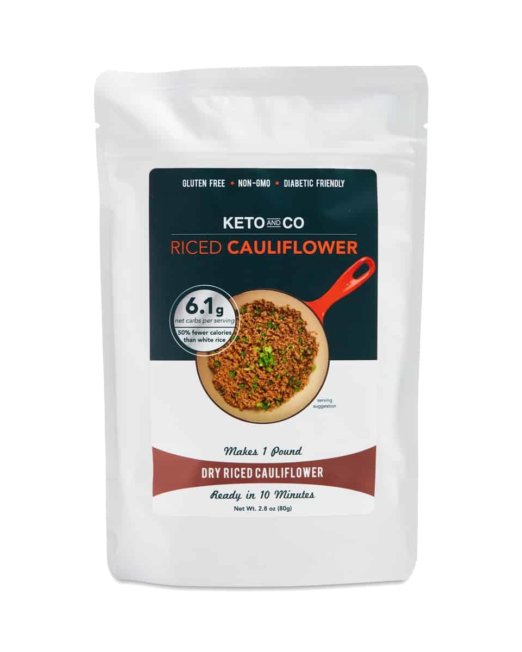 GLUTEN FREE • NON-GMO • DIABETIC FRIENDLY
KETO AND CO
RICED CAULIFLOWER
6.1g
net carbs per serving
50% fewer calories
than white rice
serving
suggestion
Makes 1 Pound
DRY RICED CAULIFLOWER
Ready in 10 Minutes
Net Wt. 2.8 oz (80g)